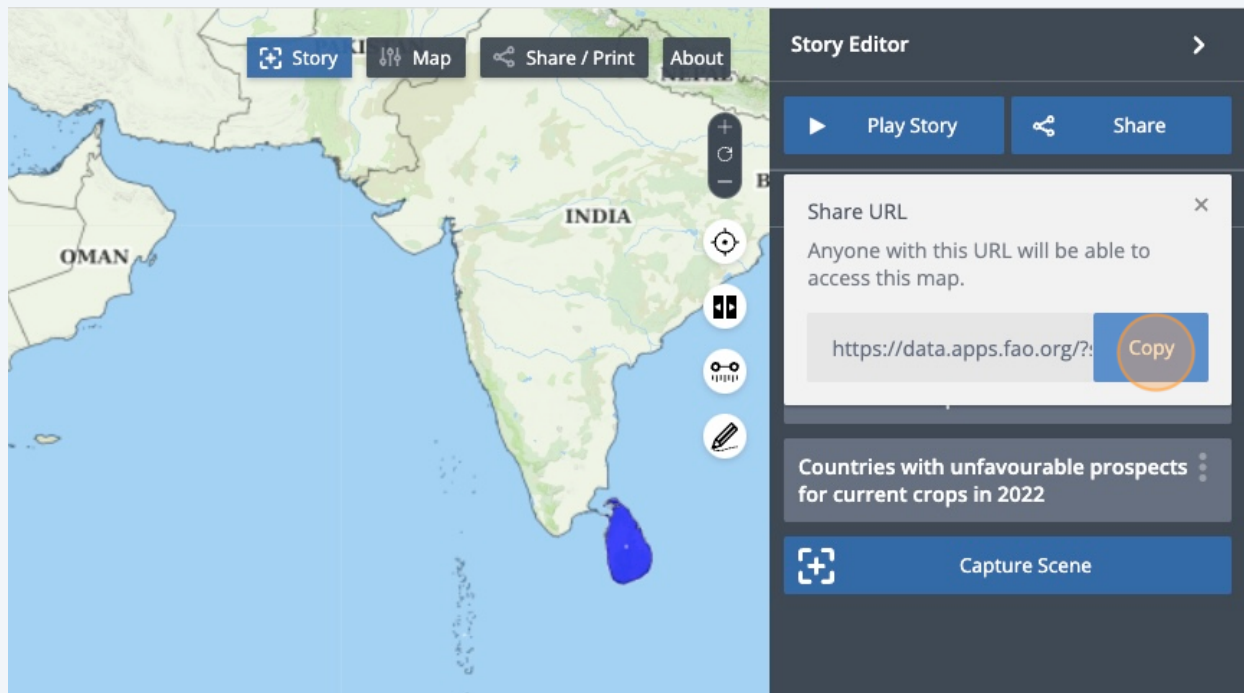 Story
Map
Share / Print
About
INDIA
OMAN
Story Editor
Play Story
Share
Share URL
Anyone with this URL will be able to
access this map.
https://data.apps.fao.org/?
Copy
Countries with unfavourable prospects
for current crops in 2022
Capture Scene